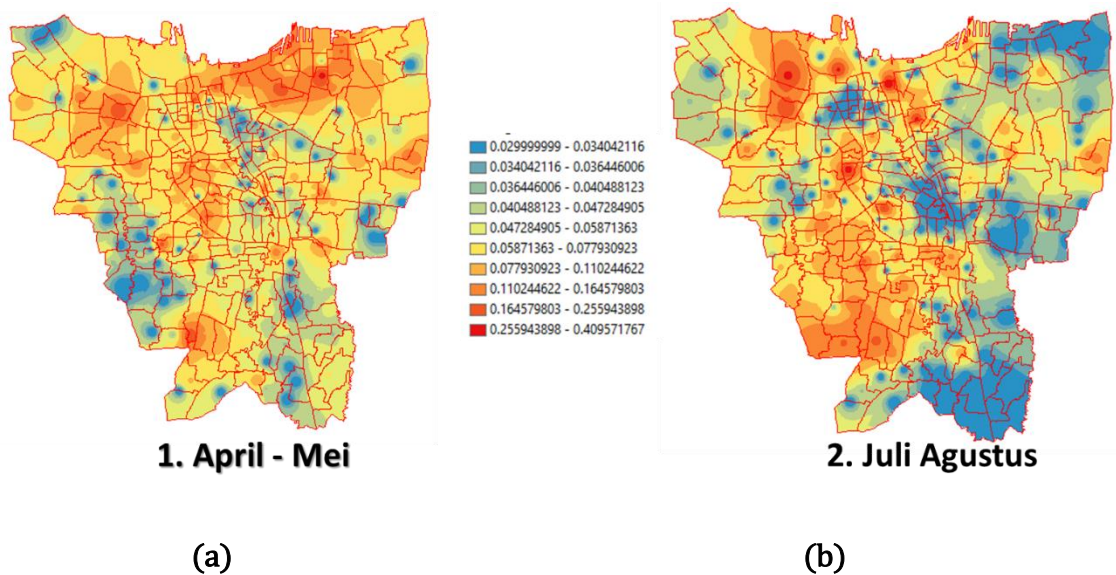 0.029999999 - 0.034042116
0.034042116 - 0.036446006
0.036446006 - 0.040488123
0.040488123 - 0.047284905
0.047284905 - 0.05871363
0.05871363 - 0.077930923
0.077930923 - 0.110244622
0.110244622 - 0.164579803
0.164579803 - 0.255943898
0.255943898 - 0.409571767
1. April - Mei
2. Juli Agustus
(a)
(b)